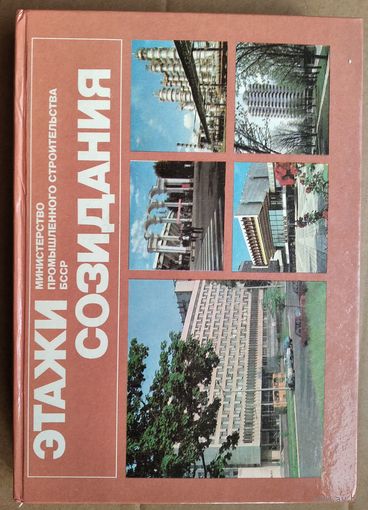 ЭТАЖИ
МИНИСТЕРСТВО
ПРОМЫШЛЕННОГО СТРОИТЕЛЬСТВА
БССР
СОЗИДАНИЯ